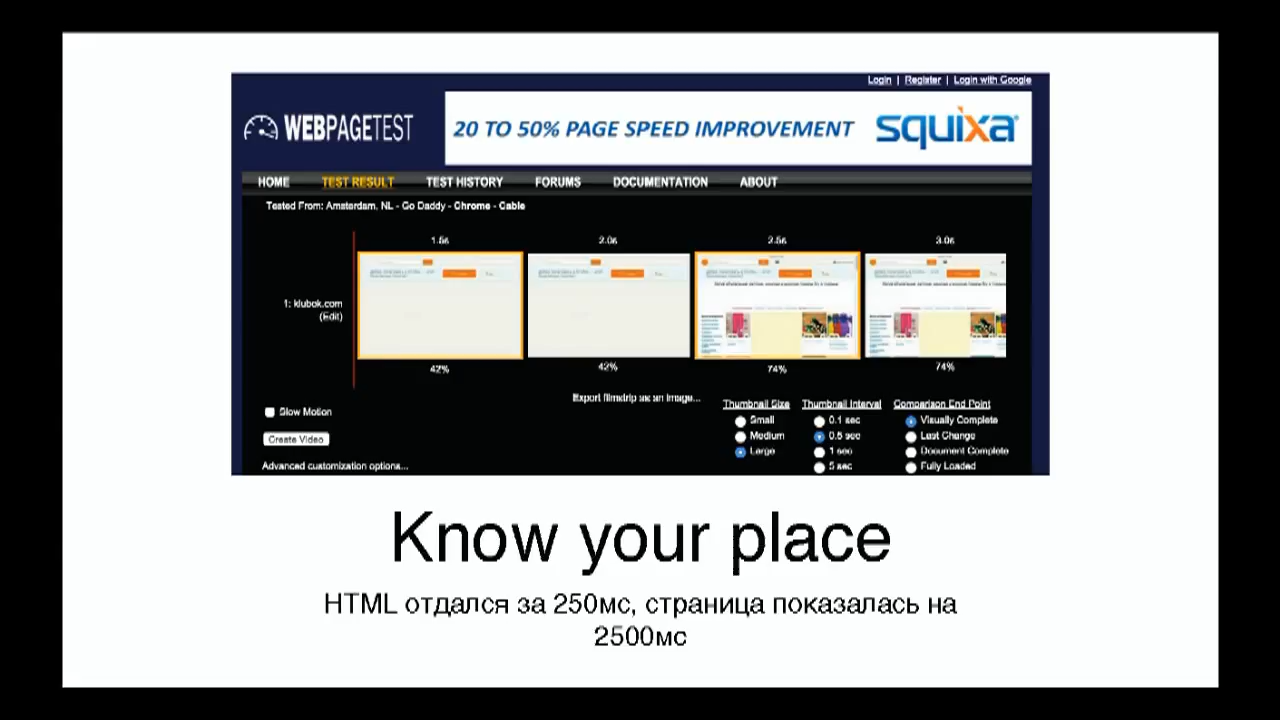 Login | Register | Login with Google
WEBPAGETEST
20 TO 50% PAGE SPEED IMPROVEMENT
squixa
HOME TEST RESULT TEST HISTORY FORUMS DOCUMENTATION ABOUT
Tested From: Amsterdam, NL - Go Daddy - Chrome - Cable
1.5s 2.0s 2.5s 3.0s
1: klubok.com
(Edit)
42% 42% 74% 74%
Export filmstrip as an image...
Thumbnail Size Thumbnail Interval Comparison End Point
Slow Motion Small 0.1 sec Visually Complete
Medium 0.5 sec Last Change
Create Video Large 1 sec Document Complete
Advanced customization options... 5 sec Fully Loaded
Know your place
HTML отдался за 250мс, страница показалась на
2500мс